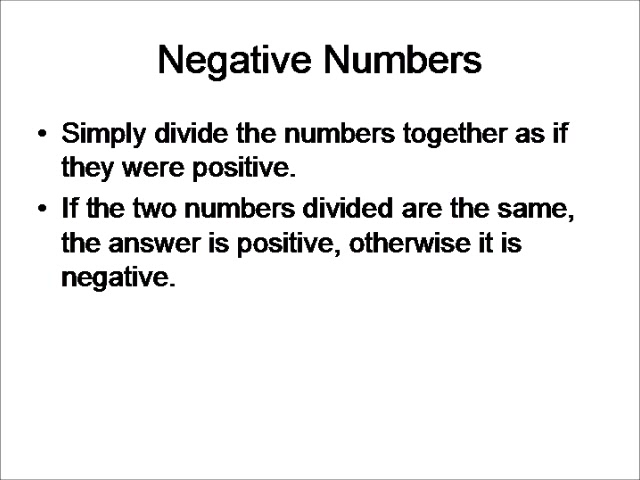 Negative Numbers
• Simply divide the numbers together as if
they were positive.
• If the two numbers divided are the same,
the answer is positive, otherwise it is
negative.